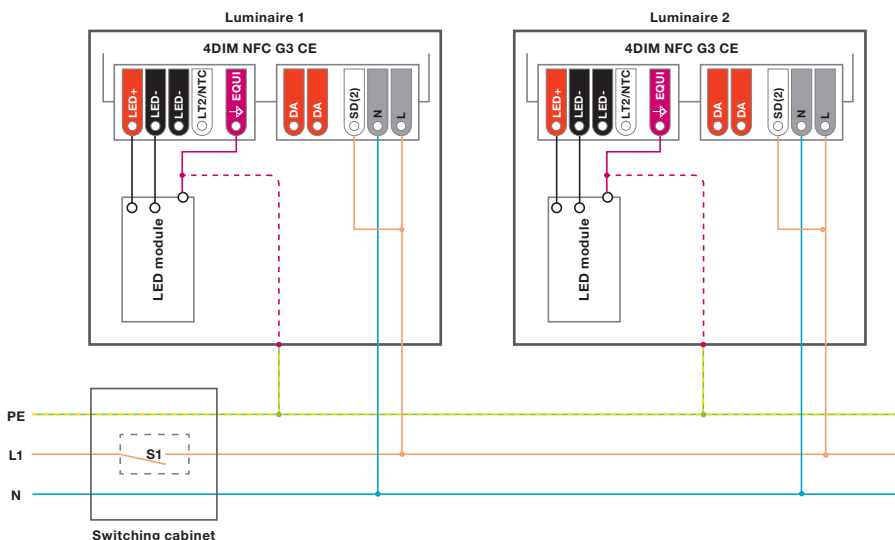 Luminaire 1
Luminaire 2
4DIM NFC G3 CE
4DIM NFC G3 CE
LED+
LED-
LED-
LT2/NTC
EQUI
DA
DA
SD(2)
N
L
LED+
LED-
LED-
LT2/NTC
EQUI
DA
DA
SD(2)
N
L
LED module
LED module
PE
L1
S1
N
Switching cabinet